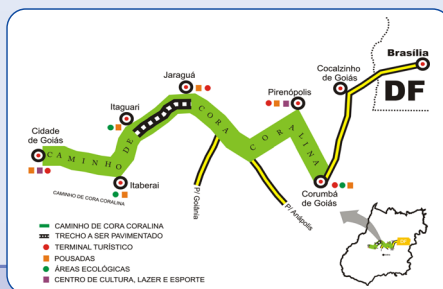 Brasília
Cocalzinho
de Goiás
DF
Jaraguá
Pirenópolis
Itaguari
Cidade
de Goiás
CAMINHO DE CORA CORALINA
Itaberaí
CAMINHO DE CORA CORALINA
P/ Goiânia
P/ Anápolis
Corumbá
de Goiás
CAMINHO DE CORA CORALINA
TRECHO A SER PAVIMENTADO
TERMINAL TURÍSTICO
POUSADAS
ÁREAS ECOLÓGICAS
CENTRO DE CULTURA, LAZER E ESPORTE